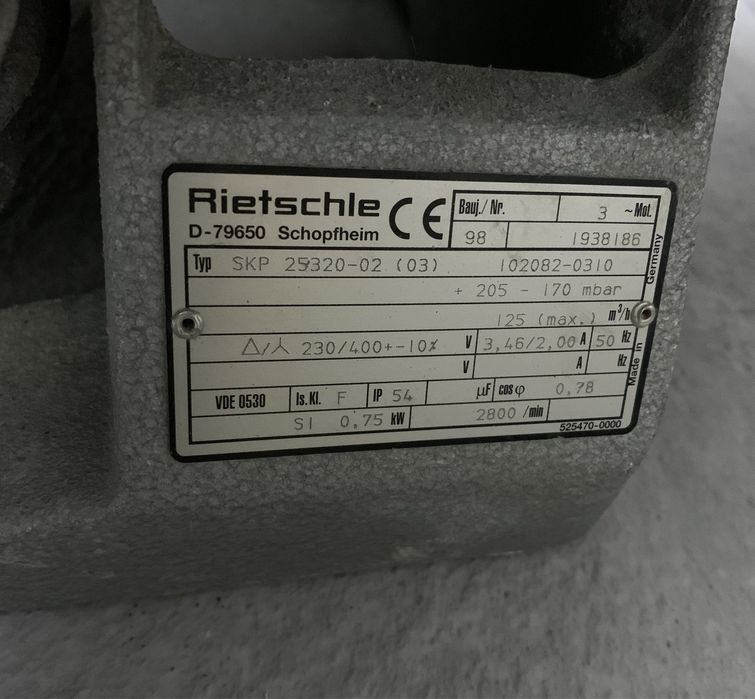 Rietschle CE Bauj./ Nr. 3 ~Mot.
D-79650 Schopfheim 98 1938186
Typ SKP 25320-02 (03) 102082-0310
+ 205 - 170 mbar
125 (max.) m³/h
△/⅄ 230/400+-10% V 3,46/2,00 A 50 Hz
V A Hz
VDE 0530 Is.Kl. F IP 54 µF cos φ 0,78
S1 0,75 kW 2800 /min
525470-0000
Made in Germany